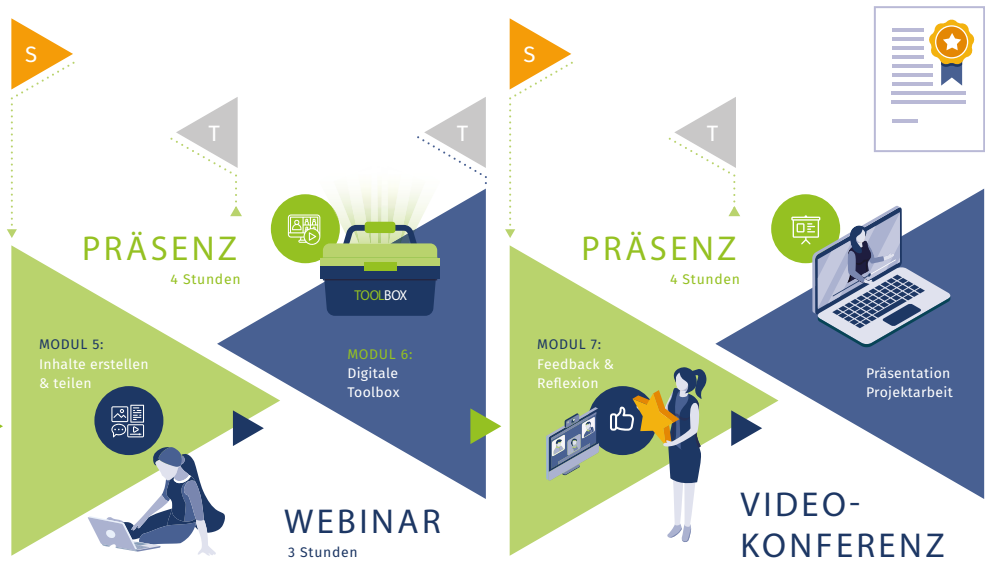 S
T
PRÄSENZ
4 Stunden
MODUL 5:
Inhalte erstellen
& teilen
T
TOOLBOX
MODUL 6:
Digitale
Toolbox
WEBINAR
3 Stunden
S
T
PRÄSENZ
4 Stunden
MODUL 7:
Feedback &
Reflexion
Präsentation
Projektarbeit
VIDEO-
KONFERENZ